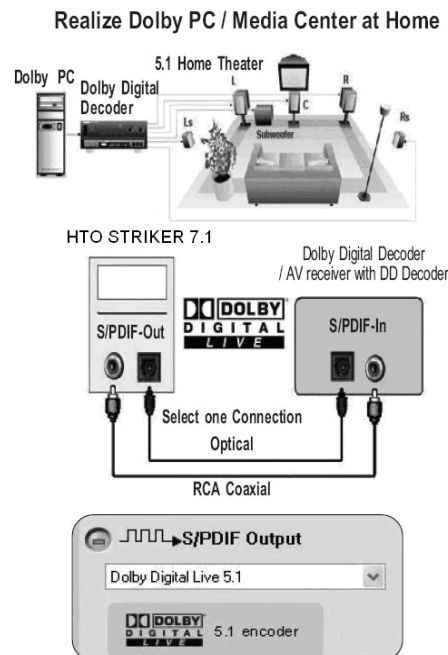 Realize Dolby PC / Media Center at Home
5.1 Home Theater
Dolby PC
Dolby Digital
Decoder
L
R
C
Ls
Rs
Subwoofer
HTO STRIKER 7.1
Dolby Digital Decoder
/ AV receiver with DD Decoder
S/PDIF-Out
DOLBY
DIGITAL
LIVE
S/PDIF-In
Select one Connection
Optical
RCA Coaxial
S/PDIF Output
Dolby Digital Live 5.1
DOLBY
DIGITAL
LIVE
5.1 encoder